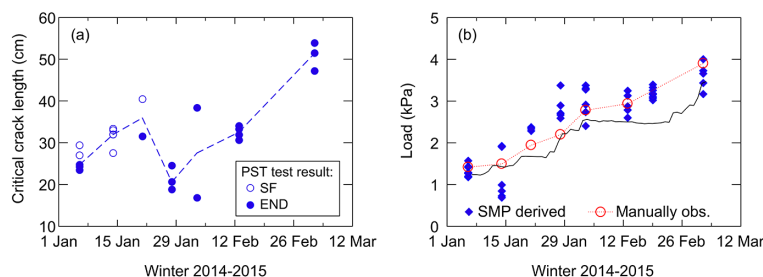 (a)
Critical crack length (cm)
60
50
40
30
20
10
PST test result:
SF
END
1 Jan 15 Jan 29 Jan 12 Feb 26 Feb 12 Mar
Winter 2014-2015
(b)
Load (kPa)
5
4
3
2
1
0
SMP derived Manually obs.
1 Jan 15 Jan 29 Jan 12 Feb 26 Feb 12 Mar
Winter 2014-2015